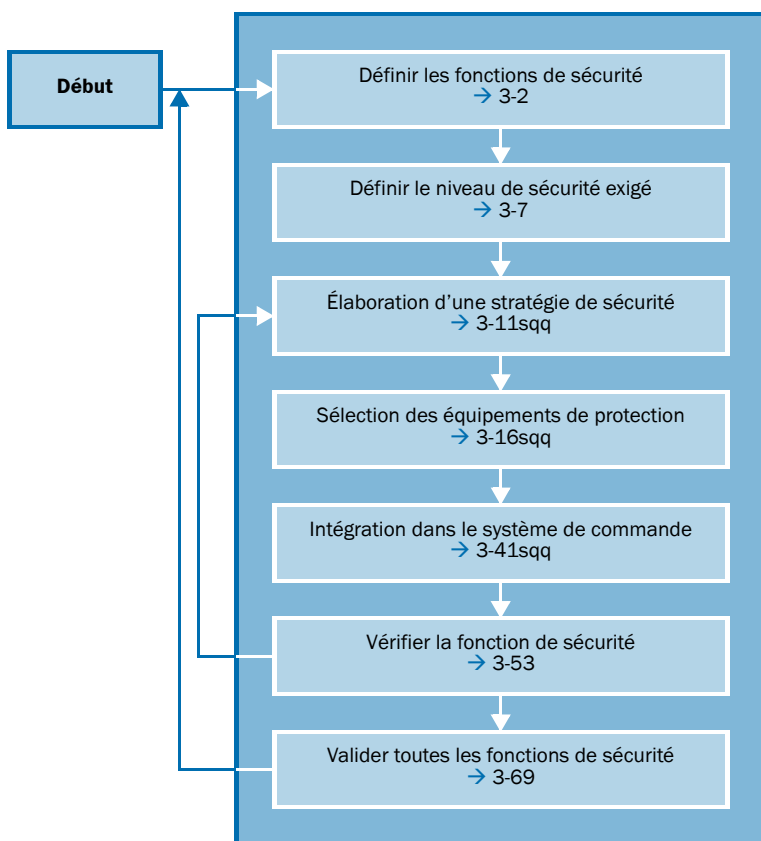 Début
Définir les fonctions de sécurité
→ 3-2
Définir le niveau de sécurité exigé
→ 3-7
Élaboration d’une stratégie de sécurité
→ 3-11sqq
Sélection des équipements de protection
→ 3-16sqq
Intégration dans le système de commande
→ 3-41sqq
Vérifier la fonction de sécurité
→ 3-53
Valider toutes les fonctions de sécurité
→ 3-69